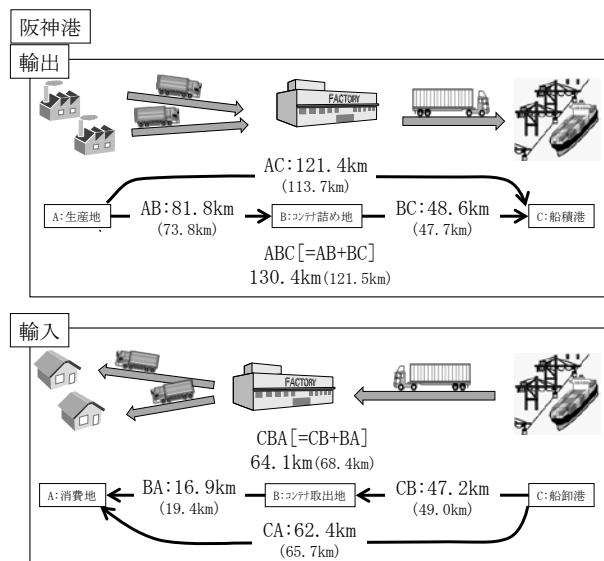 阪神港
輸出
FACTORY
AC:121.4km
(113.7km)
A:生産地
AB:81.8km
(73.8km)
B:コンテナ詰め地
BC:48.6km
(47.7km)
C:船積港
ABC[=AB+BC]
130.4km(121.5km)
輸入
FACTORY
CBA[=CB+BA]
64.1km(68.4km)
A:消費地
BA:16.9km
(19.4km)
B:コンテナ取出地
CB:47.2km
(49.0km)
C:船卸港
CA:62.4km
(65.7km)